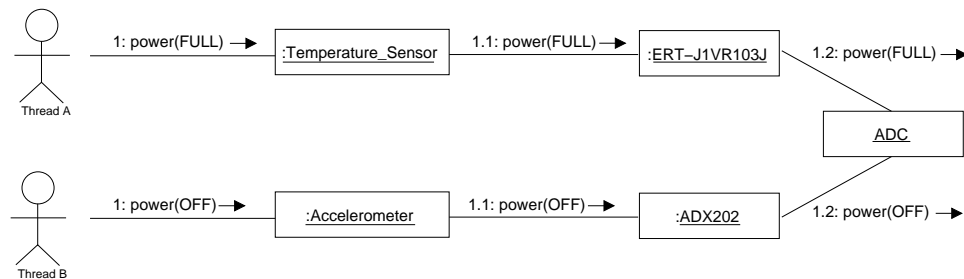 1: power(FULL)
:Temperature_Sensor
1.1: power(FULL)
:ERT–J1VR103J
1.2: power(FULL)
Thread A
ADC
1: power(OFF)
:Accelerometer
1.1: power(OFF)
:ADX202
1.2: power(OFF)
Thread B